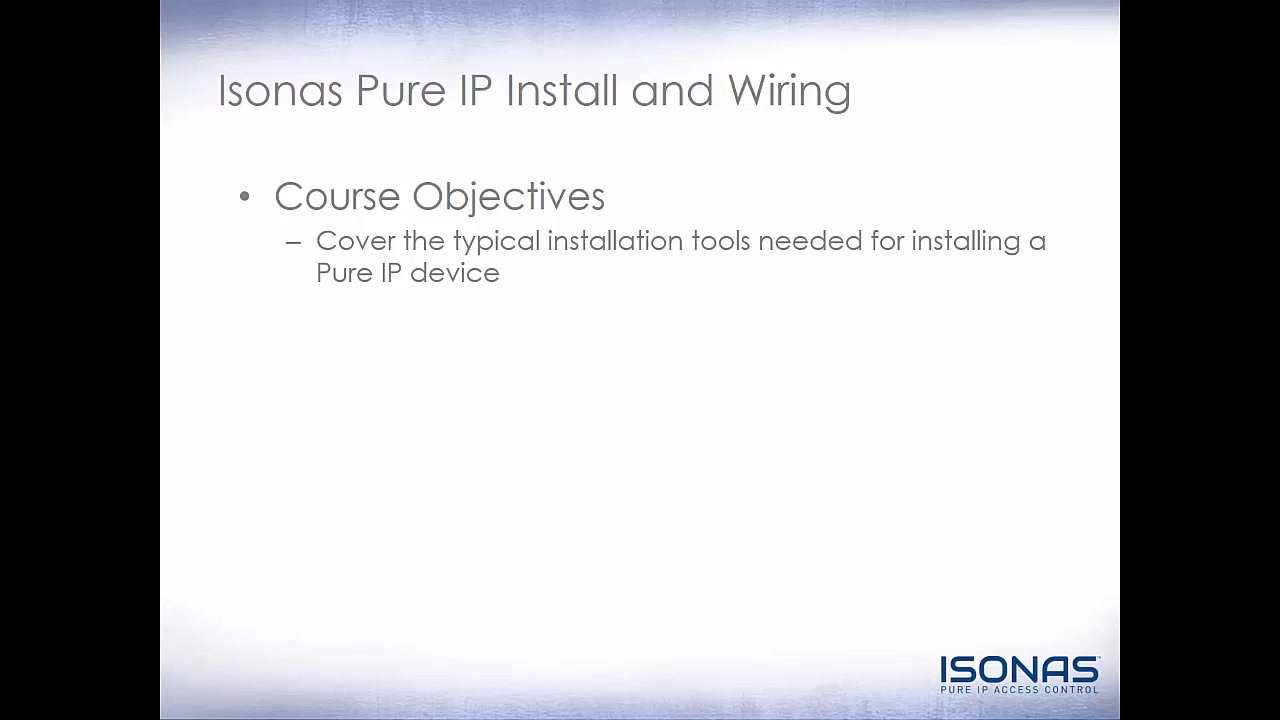 Isonas Pure IP Install and Wiring
• Course Objectives
– Cover the typical installation tools needed for installing a
Pure IP device
ISONAS™
PURE IP ACCESS CONTROL